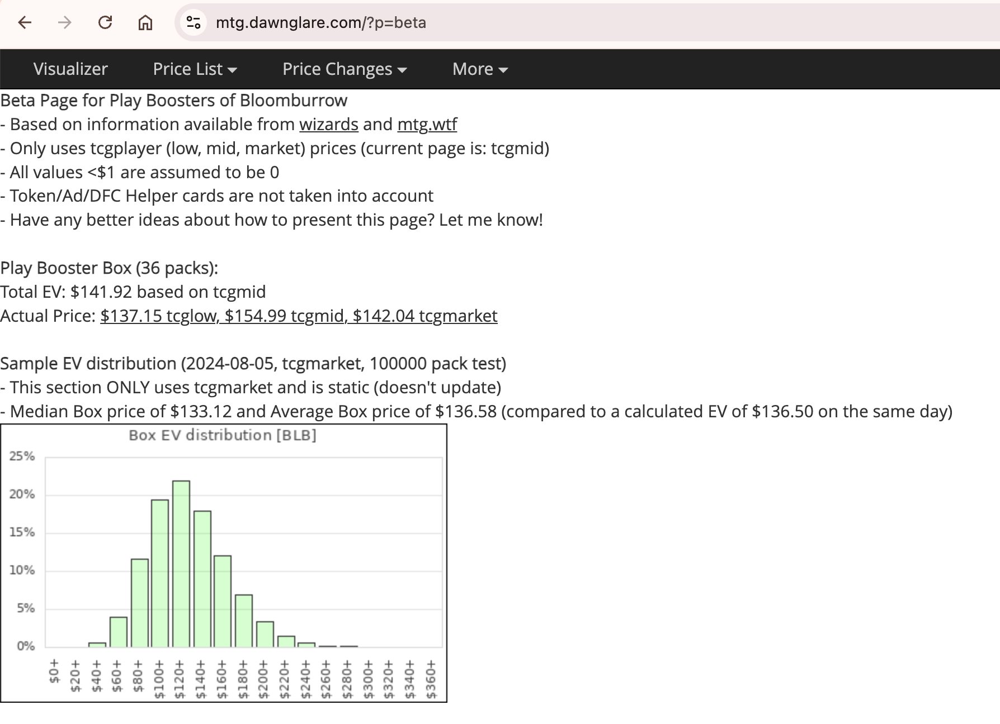 mtg.dawnglare.com/?p=beta
Visualizer Price List Price Changes More
Beta Page for Play Boosters of Bloomburrow
- Based on information available from wizards and mtg.wtf
- Only uses tcgplayer (low, mid, market) prices (current page is: tcgmid)
- All values <$1 are assumed to be 0
- Token/Ad/DFC Helper cards are not taken into account
- Have any better ideas about how to present this page? Let me know!
Play Booster Box (36 packs):
Total EV: $141.92 based on tcgmid
Actual Price: $137.15 tcglow, $154.99 tcgmid, $142.04 tcgmarket
Sample EV distribution (2024-08-05, tcgmarket, 100000 pack test)
- This section ONLY uses tcgmarket and is static (doesn't update)
- Median Box price of $133.12 and Average Box price of $136.58 (compared to a calculated EV of $136.50 on the same day)
Box EV distribution [BLB]
25%
20%
15%
10%
5%
0%
$0+ $20+ $40+ $60+ $80+ $100+ $120+ $140+ $160+ $180+ $200+ $220+ $240+ $260+ $280+ $300+ $320+ $340+ $360+